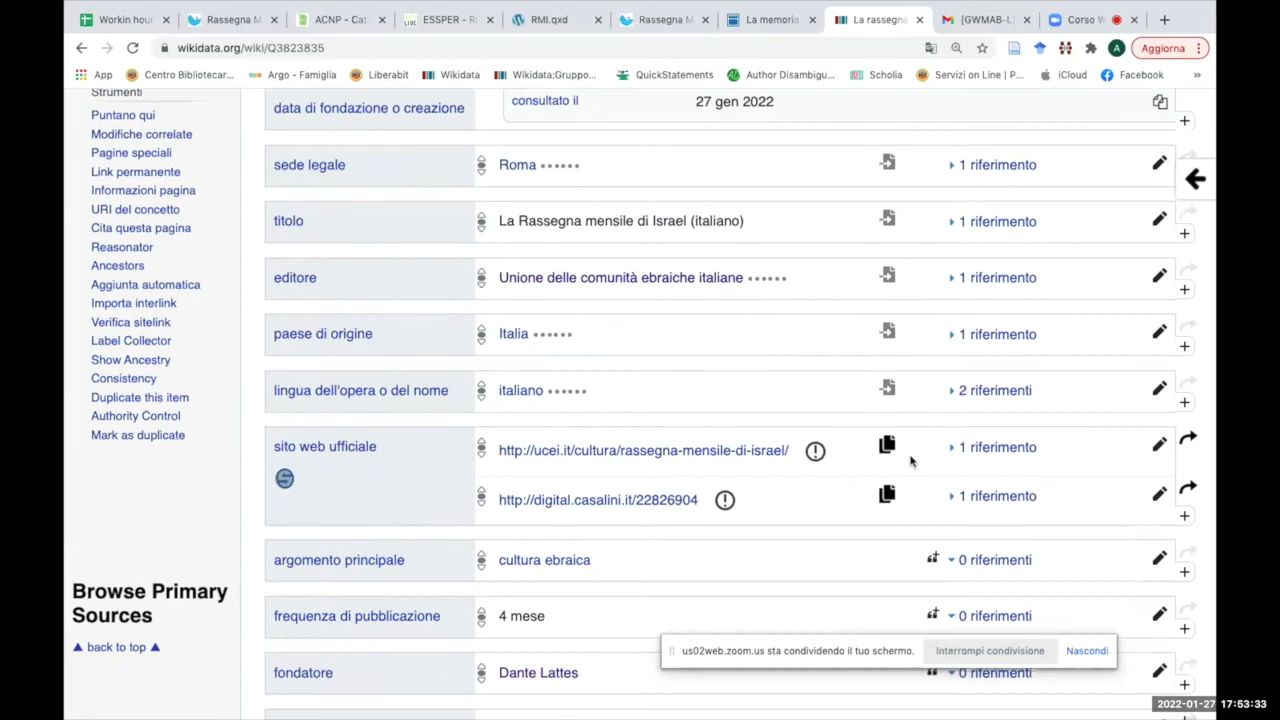 Workin hour
Rassegna M
ACNP - Cat
ESSPER - Ri
RMI.qxd
Rassegna M
La memoria
La rassegna
[GWMAB-L]
Corso W
wikidata.org/wiki/Q3823835
A
Aggiorna
App
Centro Bibliotecar...
Argo - Famiglia
Liberabit
Wikidata
Wikidata:Gruppo...
QuickStatements
Author Disambigu...
Scholia
Servizi on Line | P...
iCloud
Facebook
»
Strumenti
Puntano qui
Modifiche correlate
Pagine speciali
Link permanente
Informazioni pagina
URI del concetto
Cita questa pagina
Reasonator
Ancestors
Aggiunta automatica
Importa interlink
Verifica sitelink
Label Collector
Show Ancestry
Consistency
Duplicate this item
Authority Control
Mark as duplicate
Browse Primary
Sources
▲ back to top ▲
data di fondazione o creazione
consultato il 27 gen 2022
sede legale Roma 1 riferimento
titolo La Rassegna mensile di Israel (italiano) 1 riferimento
editore Unione delle comunità ebraiche italiane 1 riferimento
paese di origine Italia 1 riferimento
lingua dell'opera o del nome italiano 2 riferimenti
sito web ufficiale http://ucei.it/cultura/rassegna-mensile-di-israel/ 1 riferimento
http://digital.casalini.it/22826904 1 riferimento
argomento principale cultura ebraica 0 riferimenti
frequenza di pubblicazione 4 mese 0 riferimenti
us02web.zoom.us sta condividendo il tuo schermo. Interrompi condivisione Nascondi
fondatore Dante Lattes 0 riferimenti
2022-01-27 17:53:33